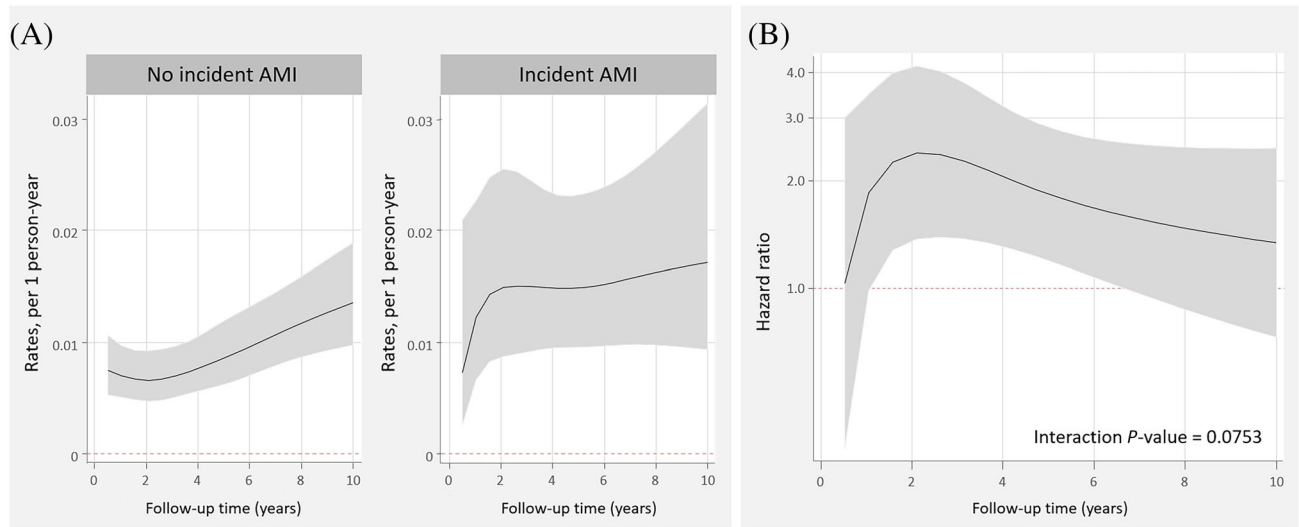 (A)
No incident AMI
Incident AMI
Rates, per 1 person-year
0.03
0.02
0.01
0
0 2 4 6 8 10
Follow-up time (years)
Rates, per 1 person-year
0.03
0.02
0.01
0
0 2 4 6 8 10
Follow-up time (years)
(B)
Hazard ratio
4.0
3.0
2.0
1.0
Interaction P-value = 0.0753
0 2 4 6 8 10
Follow-up time (years)